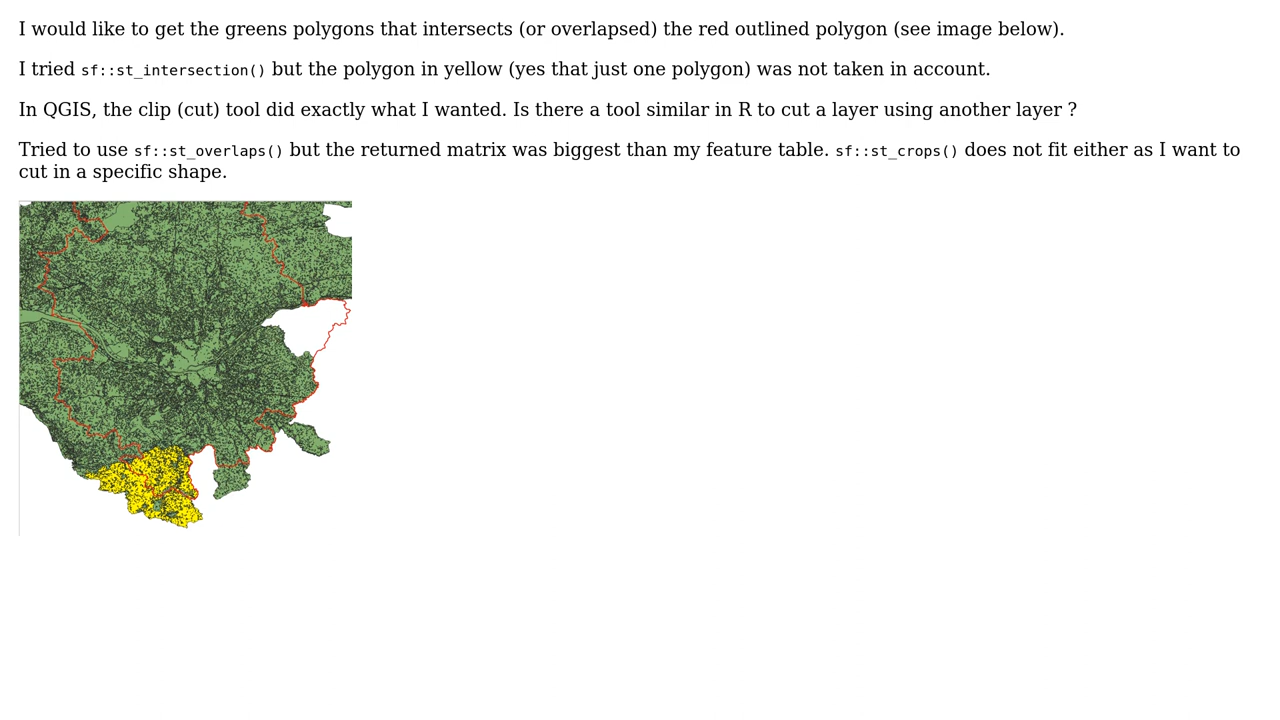 I would like to get the greens polygons that intersects (or overlapsed) the red outlined polygon (see image below).
I tried sf::st_intersection() but the polygon in yellow (yes that just one polygon) was not taken in account.
In QGIS, the clip (cut) tool did exactly what I wanted. Is there a tool similar in R to cut a layer using another layer ?
Tried to use sf::st_overlaps() but the returned matrix was biggest than my feature table. sf::st_crops() does not fit either as I want to
cut in a specific shape.